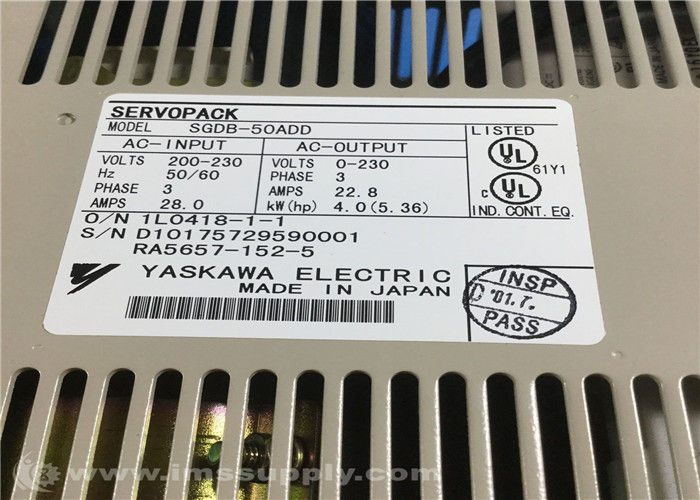 SERVOPACK
MODEL SGDB-50ADD
AC-INPUT AC-OUTPUT
VOLTS 200-230 VOLTS 0-230
Hz 50/60 PHASE 3
PHASE 3 AMPS 22.8
AMPS 28.0 kW(hp) 4.0(5.36)
LISTED
UL
61Y1
c UL
IND. CONT. EQ.
O/N 1L0418-1-1
S/N D10175729590001
RA5657-152-5
YASKAWA ELECTRIC
MADE IN JAPAN
INSP
D '01.7.
PASS
www.imssupply.com